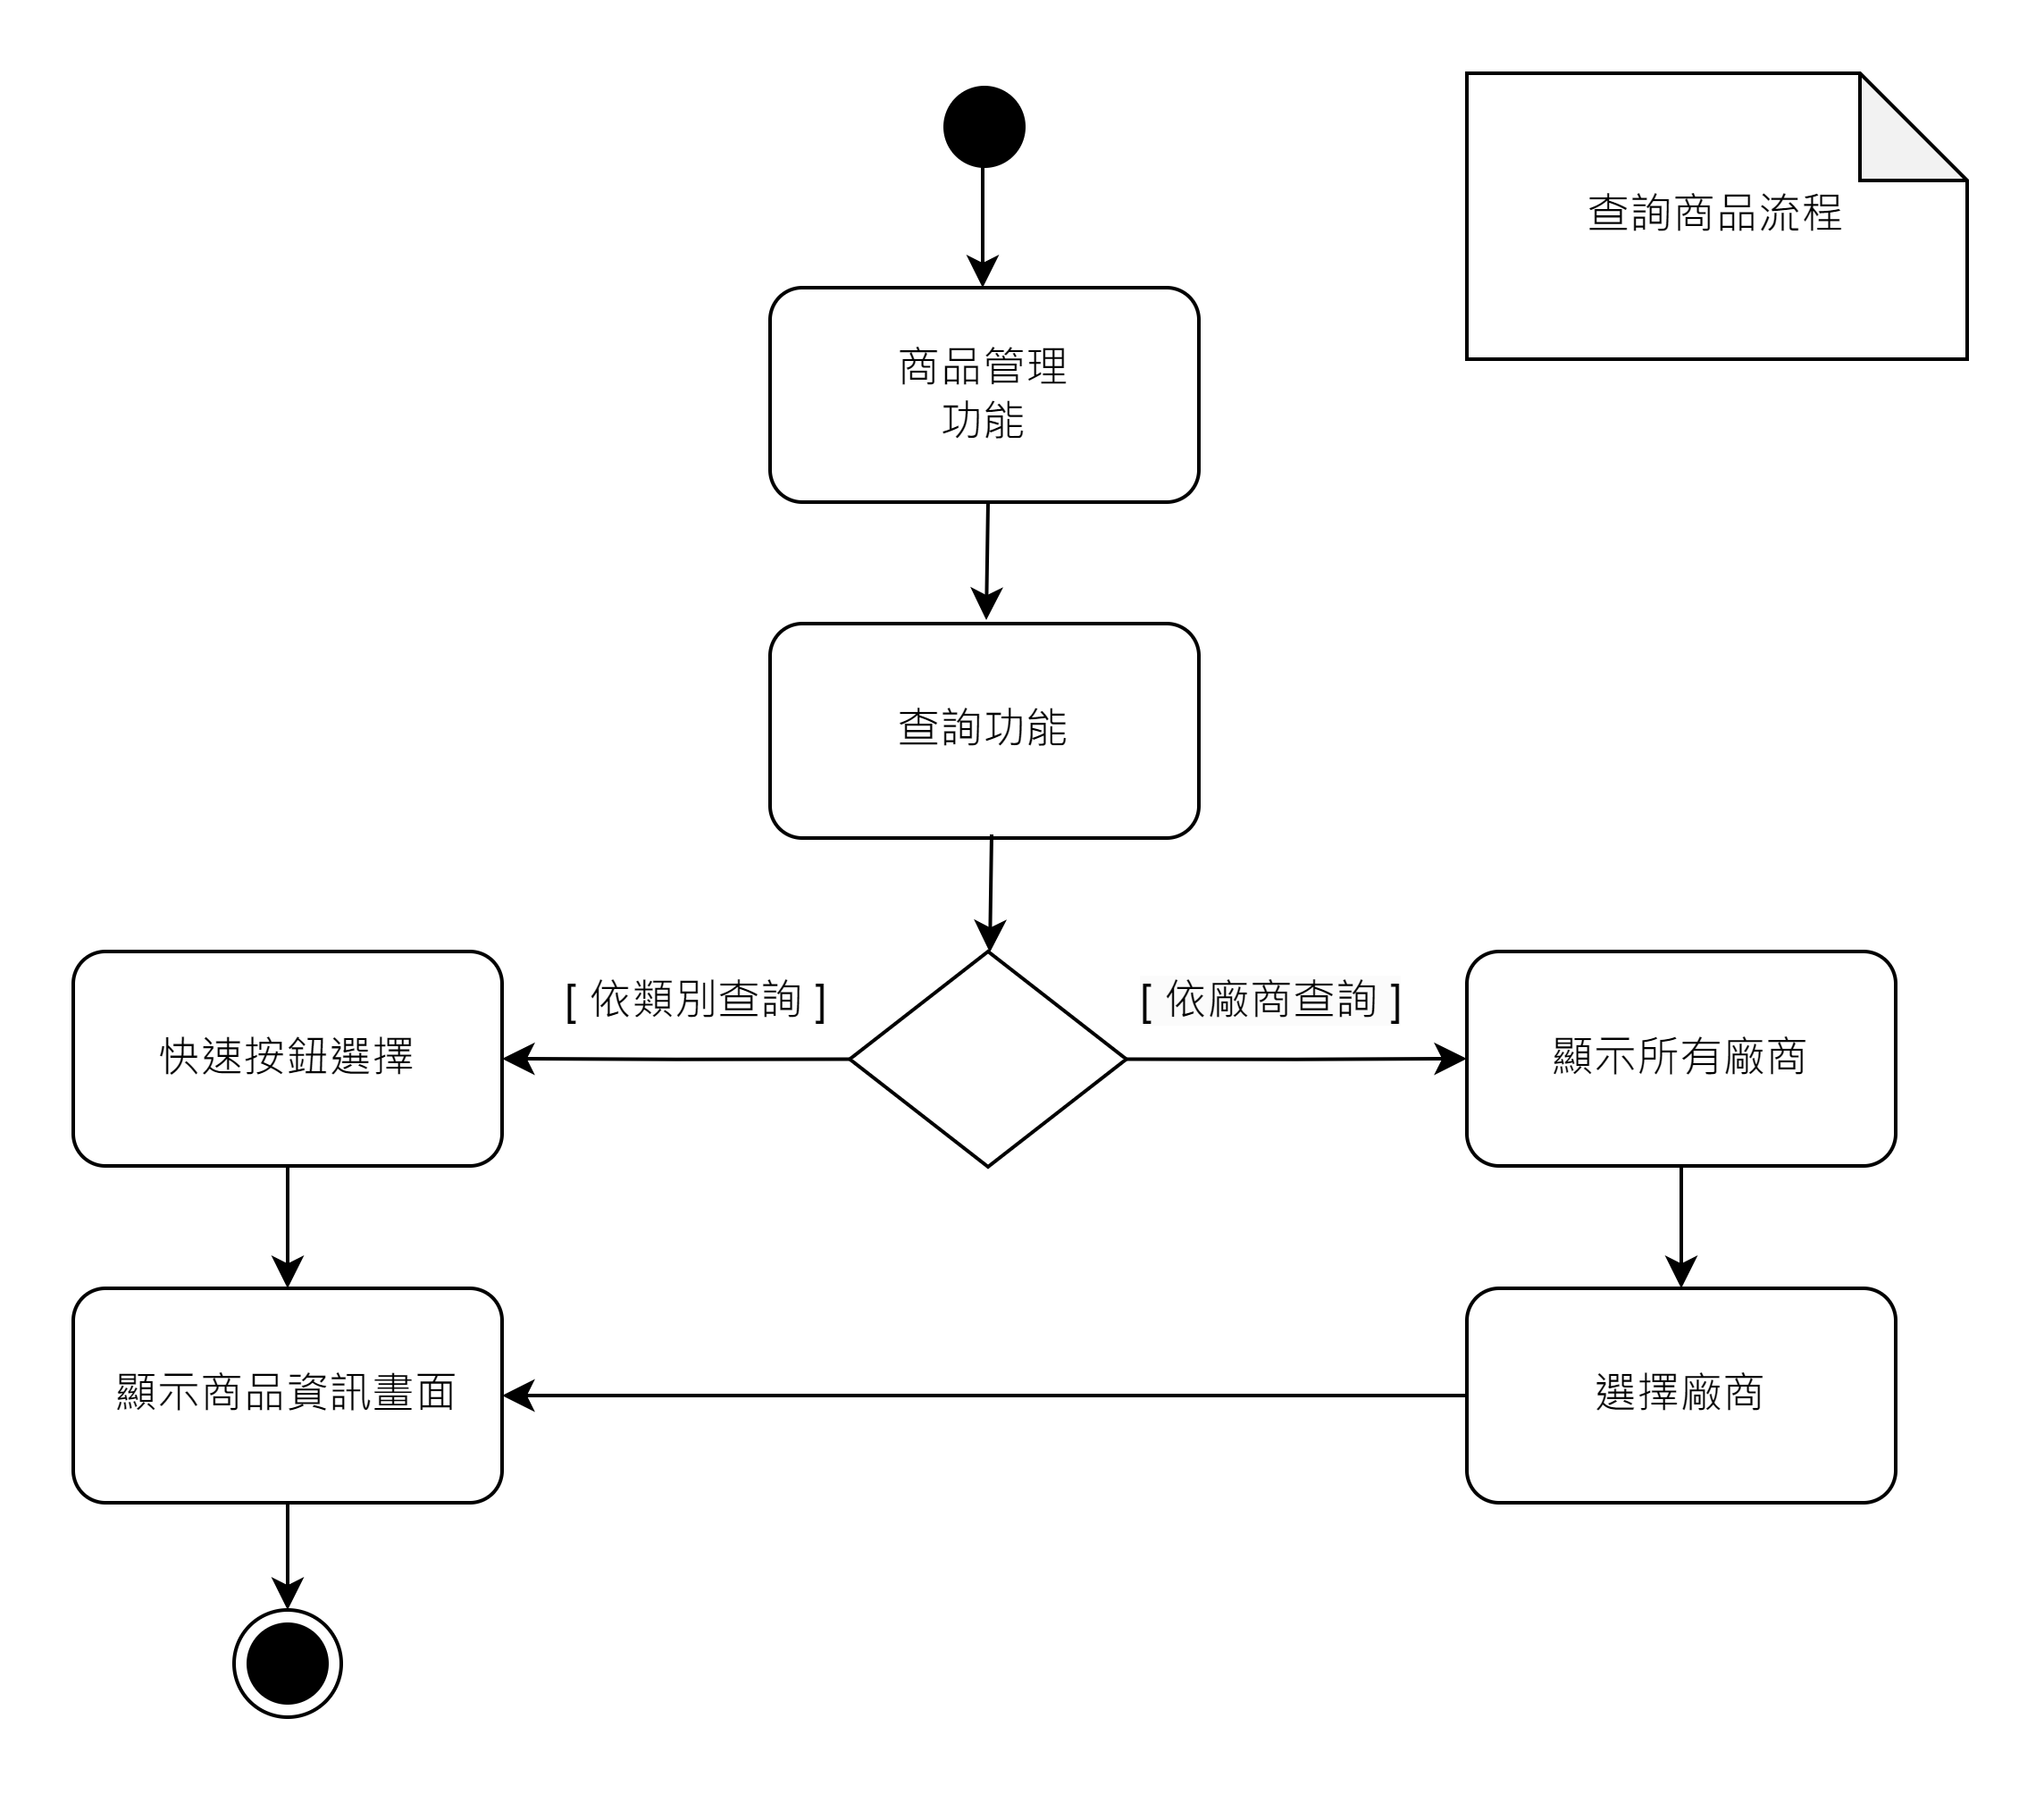 查詢商品流程
商品管理
功能
查詢功能
[ 依類別查詢 ]
[ 依廠商查詢 ]
快速按鈕選擇
顯示所有廠商
顯示商品資訊畫面
選擇廠商